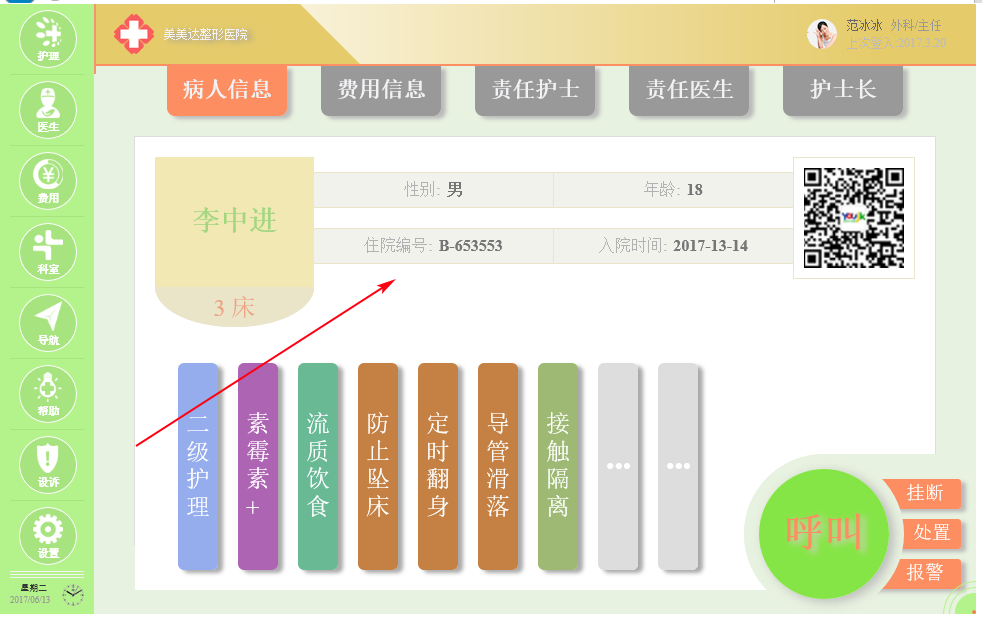 美美达整形医院
范冰冰 外科/主任
上次登入:2017.3.20
护理
医生
费用
科室
导航
帮助
设诉
设置
星期二
2017/06/13
病人信息
费用信息
责任护士
责任医生
护士长
李中进
3 床
性别: 男
年龄: 18
住院编号: B-653553
入院时间: 2017-13-14
二级护理
素霉素+
流质饮食
防止坠床
定时翻身
导管滑落
接触隔离
...
...
呼叫
挂断
处置
报警